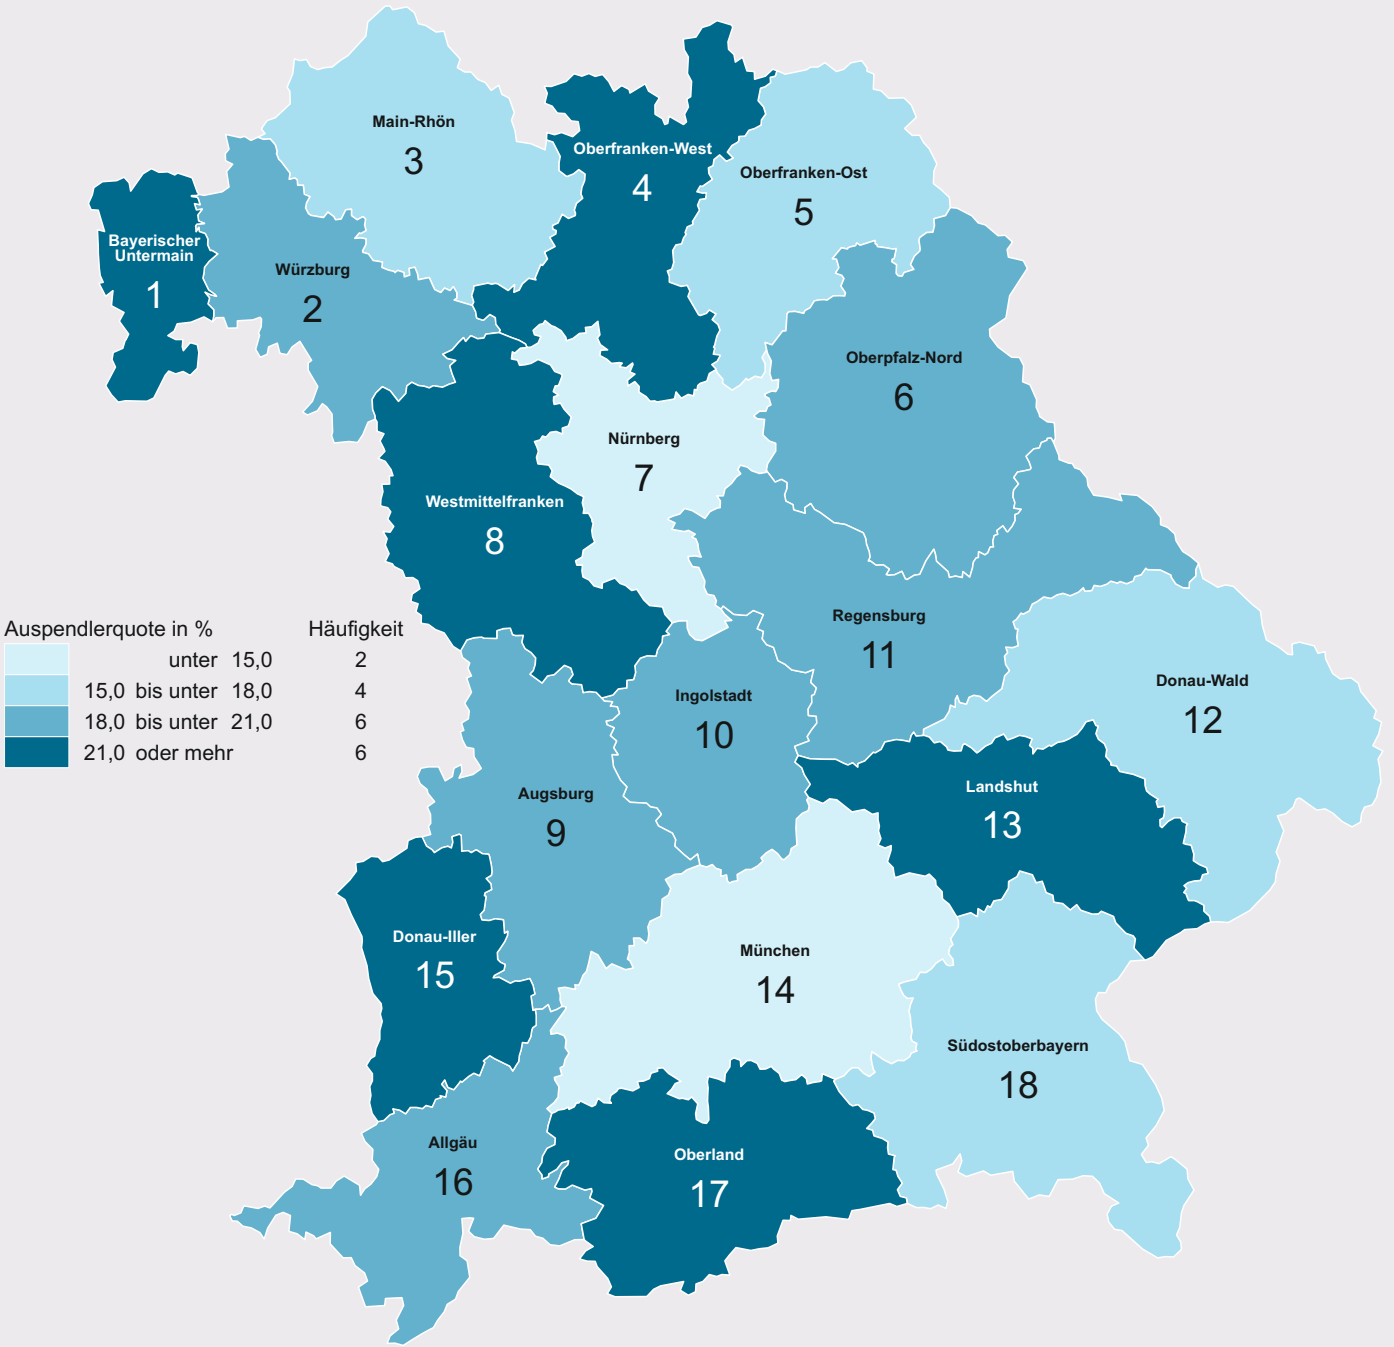 Main-Rhön
3
Oberfranken-West
4
Oberfranken-Ost
5
Bayerischer
Untermain
1
Würzburg
2
Oberpfalz-Nord
6
Nürnberg
7
Westmittelfranken
8
Regensburg
11
Auspendlerquote in % Häufigkeit
unter 15,0 2
15,0 bis unter 18,0 4
18,0 bis unter 21,0 6
21,0 oder mehr 6
Ingolstadt
10
Donau-Wald
12
Augsburg
9
Landshut
13
Donau-Iller
15
München
14
Südostoberbayern
18
Allgäu
16
Oberland
17